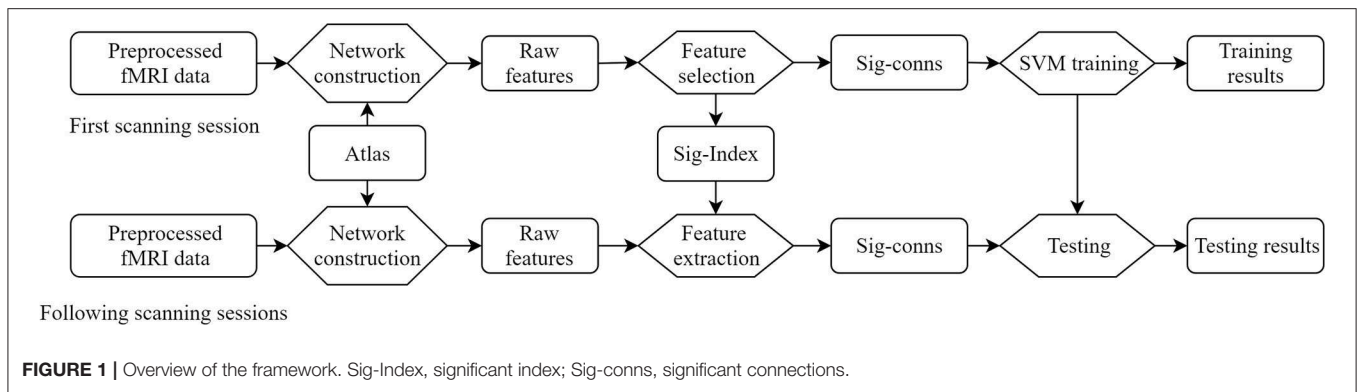 Preprocessed
fMRI data
Network
construction
Raw
features
Feature
selection
Sig-conns
SVM training
Training
results
First scanning session
Atlas
Sig-Index
Preprocessed
fMRI data
Network
construction
Raw
features
Feature
extraction
Sig-conns
Testing
Testing results
Following scanning sessions
FIGURE 1 | Overview of the framework. Sig-Index, significant index; Sig-conns, significant connections.